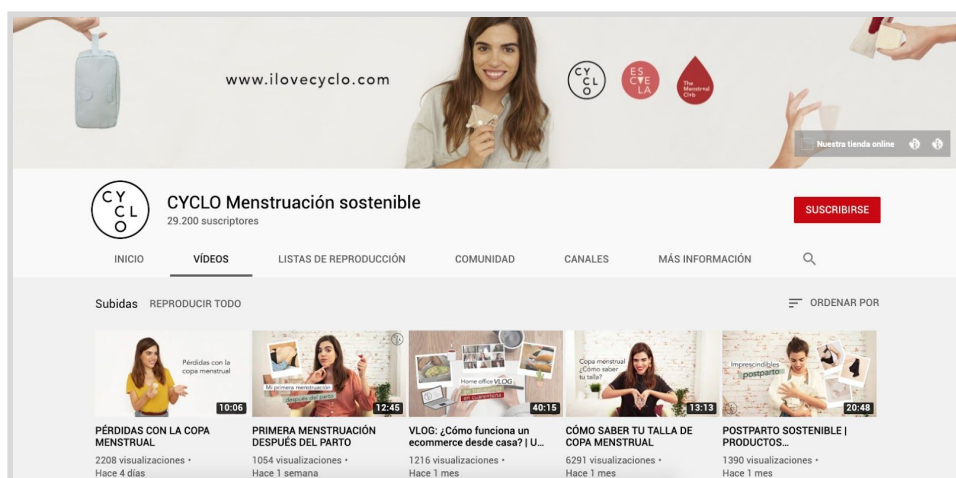 www.ilovecyclo.com
CY
CL
O
ES
CVE
LA
The
Menstrual
Club
Nuestra tienda online
CY
CL
O
CYCLO Menstruación sostenible
29.200 suscriptores
SUSCRIBIRSE
INICIO VÍDEOS LISTAS DE REPRODUCCIÓN COMUNIDAD CANALES MÁS INFORMACIÓN
Subidas REPRODUCIR TODO ORDENAR POR
Pérdidas con la
copa menstrual
10:06
Mi primera menstruación
después del parto
12:45
Home office VLOG
en cuarentena
40:15
Copa menstrual
¿Cómo saber
tu talla?
13:13
Imprescindibles
postparto
20:48
PÉRDIDAS CON LA COPA
MENSTRUAL
2208 visualizaciones •
Hace 4 días
PRIMERA MENSTRUACIÓN
DESPUÉS DEL PARTO
1054 visualizaciones •
Hace 1 semana
VLOG: ¿Cómo funciona un
ecommerce desde casa? | U...
1216 visualizaciones •
Hace 1 mes
CÓMO SABER TU TALLA DE
COPA MENSTRUAL
6291 visualizaciones •
Hace 1 mes
POSTPARTO SOSTENIBLE |
PRODUCTOS...
1390 visualizaciones •
Hace 1 mes